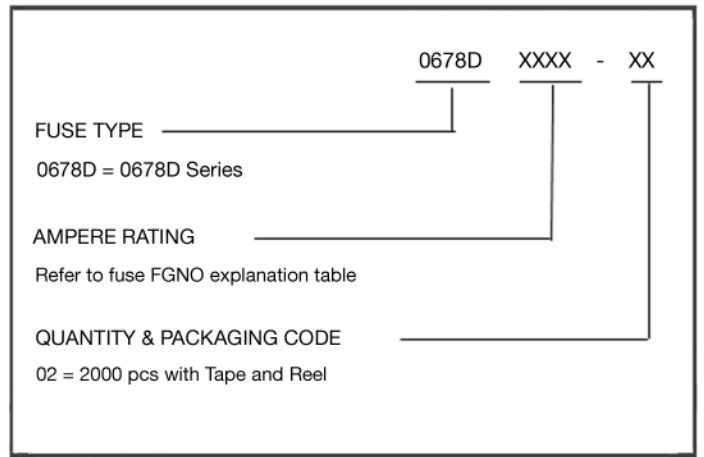 0678D XXXX - XX
FUSE TYPE
0678D = 0678D Series
AMPERE RATING
Refer to fuse FGNO explanation table
QUANTITY & PACKAGING CODE
02 = 2000 pcs with Tape and Reel